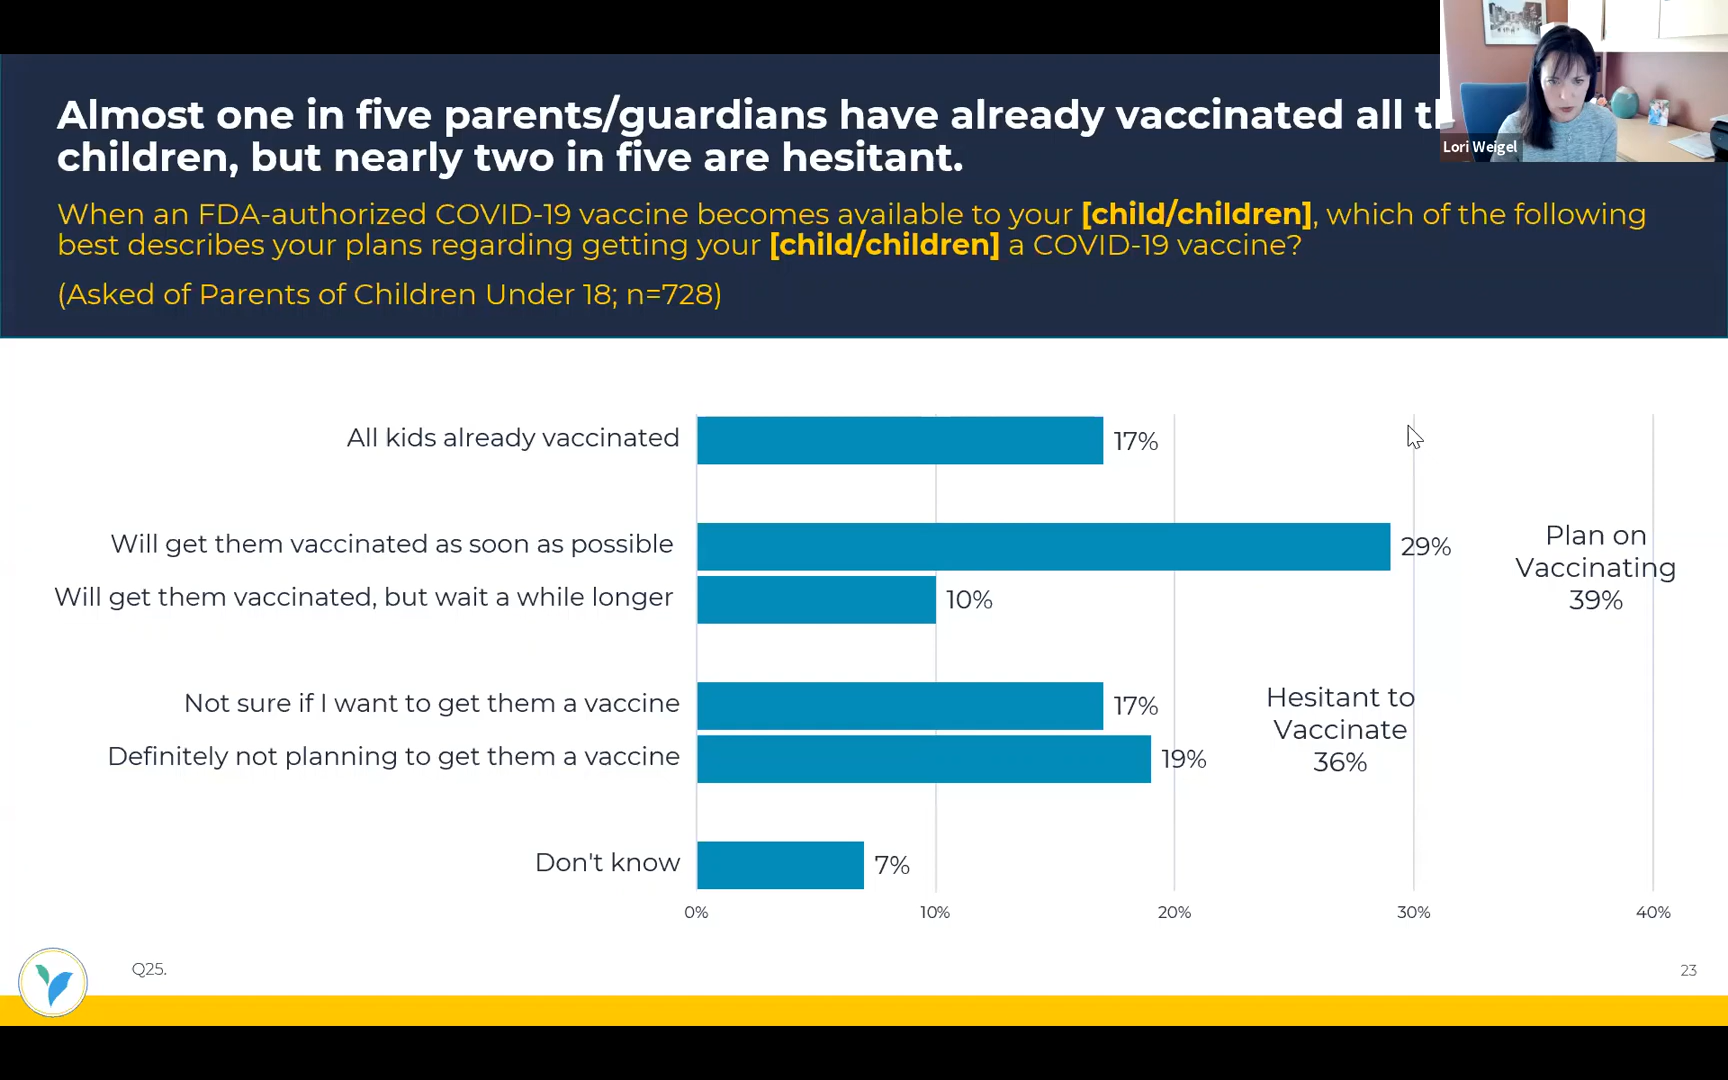 Almost one in five parents/guardians have already vaccinated all
children, but nearly two in five are hesitant.
When an FDA-authorized COVID-19 vaccine becomes available to your [child/children], which of the following
best describes your plans regarding getting your [child/children] a COVID-19 vaccine?
(Asked of Parents of Children Under 18; n=728)
Lori Weigel
All kids already vaccinated
17%
Will get them vaccinated as soon as possible
29%
Will get them vaccinated, but wait a while longer
10%
Plan on
Vaccinating
39%
Not sure if I want to get them a vaccine
17%
Definitely not planning to get them a vaccine
19%
Hesitant to
Vaccinate
36%
Don't know
7%
0%
10%
20%
30%
40%
Q25.
23